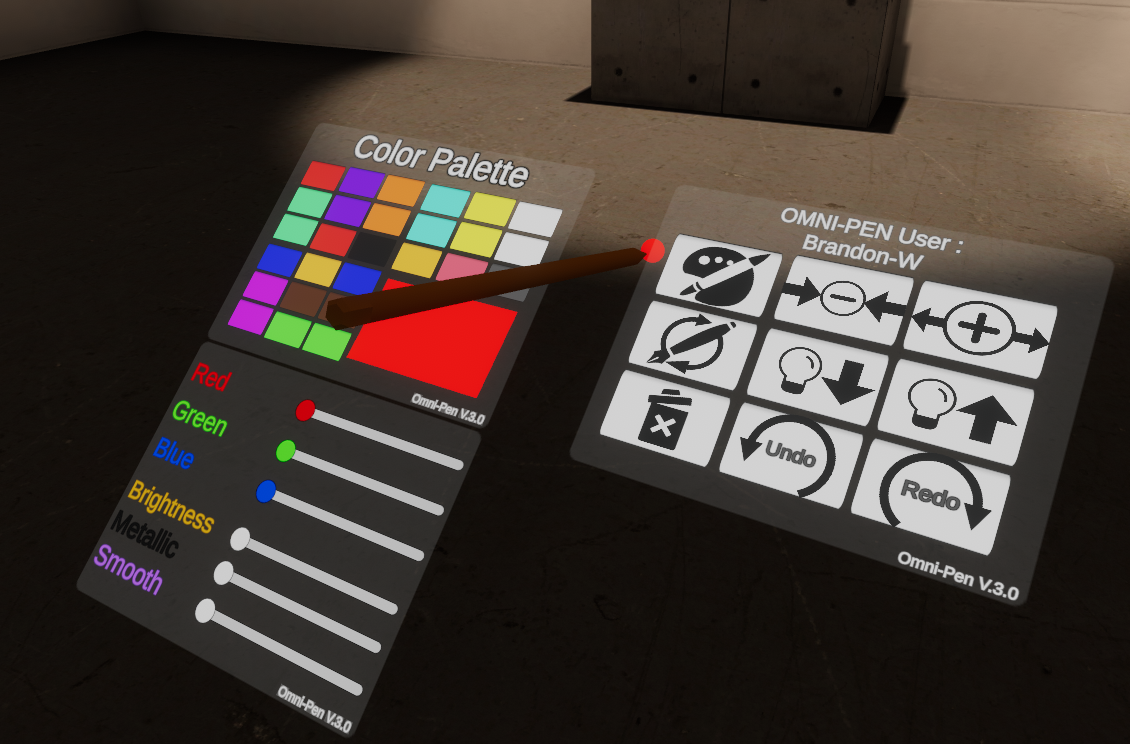 Color Palette
Omni-Pen V.3.0
Red
Green
Blue
Brightness
Metallic
Smooth
Omni-Pen V.3.0
OMNI-PEN User :
Brandon-W
Undo
Redo
Omni-Pen V.3.0